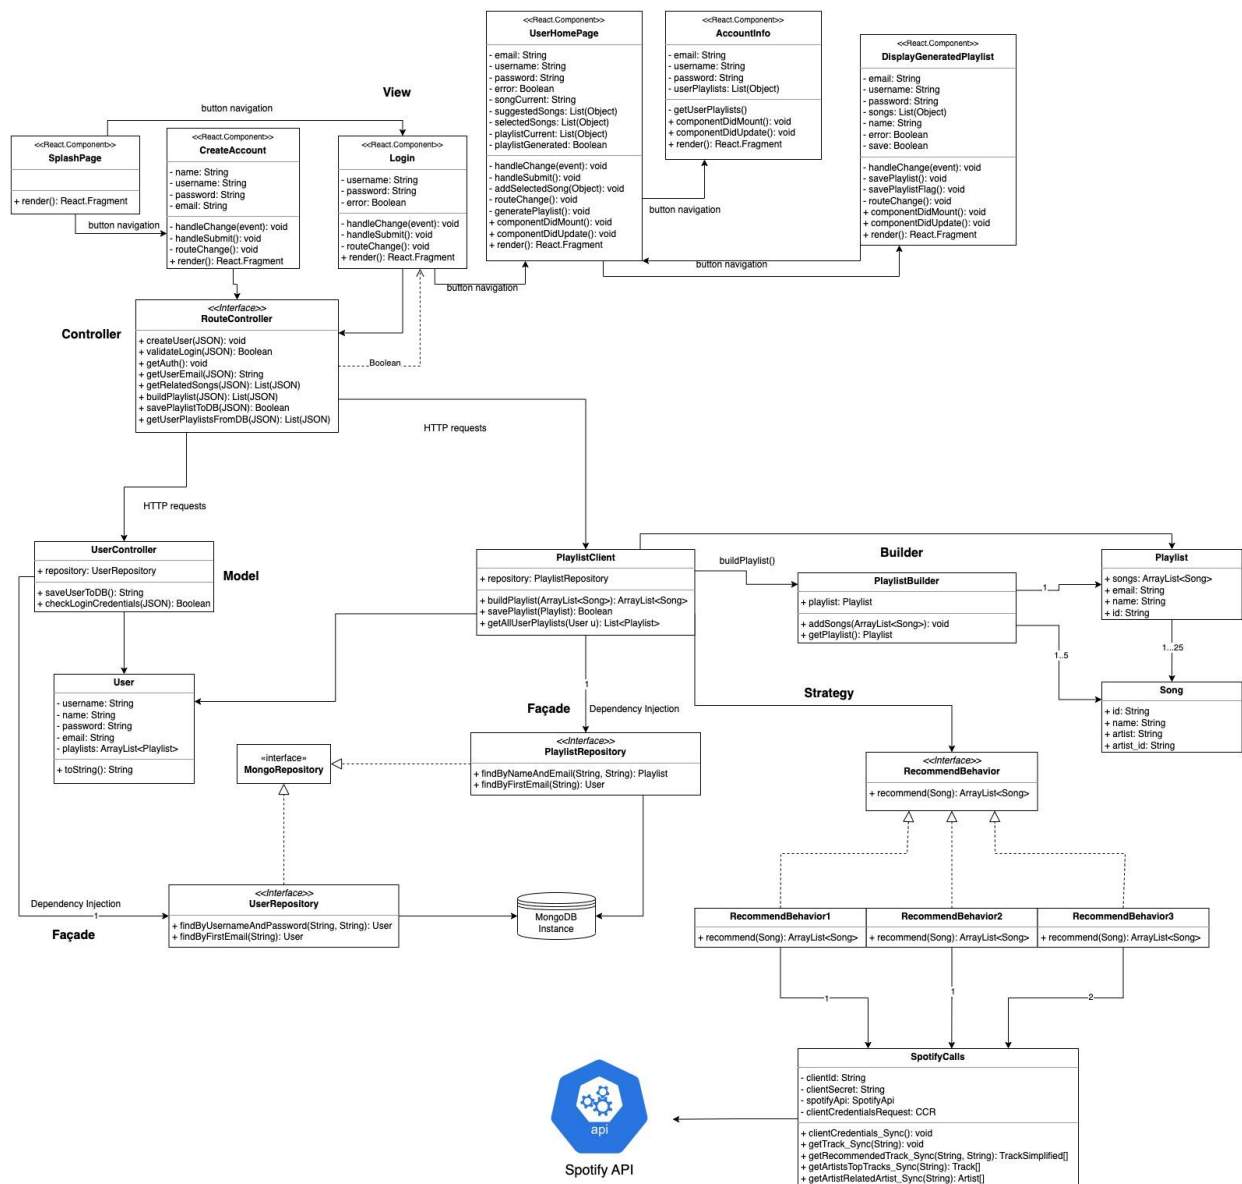 <<React.Component>>
UserHomePage
- email: String
- username: String
- password: String
- error: Boolean
- songCurrent: String
- suggestedSongs: List(Object)
- selectedSongs: List(Object)
- playlistCurrent: List(Object)
- playlistGenerated: Boolean
- handleChange(event): void
- handleSubmit(): void
- addSelectedSong(Object): void
- routeChange(): void
- generatePlaylist(): void
+ componentDidMount(): void
+ componentDidUpdate(): void
+ render(): React.Fragment
<<React.Component>>
AccountInfo
- email: String
- username: String
- password: String
- userPlaylists: List(Object)
- getUserPlaylists()
+ componentDidMount(): void
+ componentDidUpdate(): void
+ render(): React.Fragment
<<React.Component>>
DisplayGeneratedPlaylist
- email: String
- username: String
- password: String
- songs: List(Object)
- name: String
- error: Boolean
- save: Boolean
- handleChange(event): void
- savePlaylist(): void
- savePlaylistFlag(): void
- routeChange(): void
+ componentDidMount(): void
+ componentDidUpdate(): void
+ render(): React.Fragment
View
button navigation
<<React.Component>>
SplashPage
+ render(): React.Fragment
button navigation
<<React.Component>>
CreateAccount
- name: String
- username: String
- password: String
- email: String
- handleChange(event): void
- handleSubmit(): void
- routeChange(): void
+ render(): React.Fragment
<<React.Component>>
Login
- username: String
- password: String
- error: Boolean
- handleChange(event): void
- handleSubmit(): void
- routeChange(): void
+ render(): React.Fragment
button navigation
button navigation
button navigation
Controller
<<Interface>>
RouteController
+ createUser(JSON): void
+ validateLogin(JSON): Boolean
+ getAuth(): void
+ getUserEmail(JSON): String
+ getRelatedSongs(JSON): List(JSON)
+ buildPlaylist(JSON): List(JSON)
+ savePlaylistToDB(JSON): Boolean
+ getUserPlaylistsFromDB(JSON): List(JSON)
Boolean
HTTP requests
HTTP requests
UserController
+ repository: UserRepository
+ saveUserToDB(): String
+ checkLoginCredentials(JSON): Boolean
Model
PlaylistClient
+ repository: PlaylistRepository
+ buildPlaylist(ArrayList<Song>): ArrayList<Song>
+ savePlaylist(Playlist): Boolean
+ getAllUserPlaylists(User u): List<Playlist>
buildPlaylist()
Builder
PlaylistBuilder
+ playlist: Playlist
+ addSongs(ArrayList<Song>): void
+ getPlaylist(): Playlist
1
1..5
Playlist
+ songs: ArrayList<Song>
+ email: String
+ name: String
+ id: String
1...25
Song
+ id: String
+ name: String
+ artist: String
+ artist_id: String
User
- username: String
- name: String
- password: String
- email: String
- playlists: ArrayList<Playlist>
+ toString(): String
1
Façade
Dependency Injection
Strategy
«interface»
MongoRepository
<<Interface>>
PlaylistRepository
+ findByNameAndEmail(String, String): Playlist
+ findByFirstEmail(String): User
<<Interface>>
RecommendBehavior
+ recommend(Song): ArrayList<Song>
Dependency Injection
1
Façade
<<Interface>>
UserRepository
+ findByUsernameAndPassword(String, String): User
+ findByFirstEmail(String): User
MongoDB
Instance
RecommendBehavior1
+ recommend(Song): ArrayList<Song>
RecommendBehavior2
+ recommend(Song): ArrayList<Song>
RecommendBehavior3
+ recommend(Song): ArrayList<Song>
1
1
2
SpotifyCalls
- clientId: String
- clientSecret: String
- spotifyApi: SpotifyApi
- clientCredentialsRequest: CCR
+ clientCredentials_Sync(): void
+ getTrack_Sync(String): void
+ getRecommendedTrack_Sync(String, String): TrackSimplified[]
+ getArtistsTopTracks_Sync(String): Track[]
+ getArtistRelatedArtist_Sync(String): Artist[]
api
Spotify API